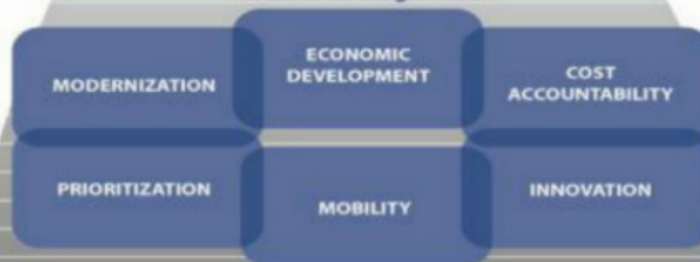 MODERNIZATION
ECONOMIC
DEVELOPMENT
COST
ACCOUNTABILITY
PRIORITIZATION
MOBILITY
INNOVATION